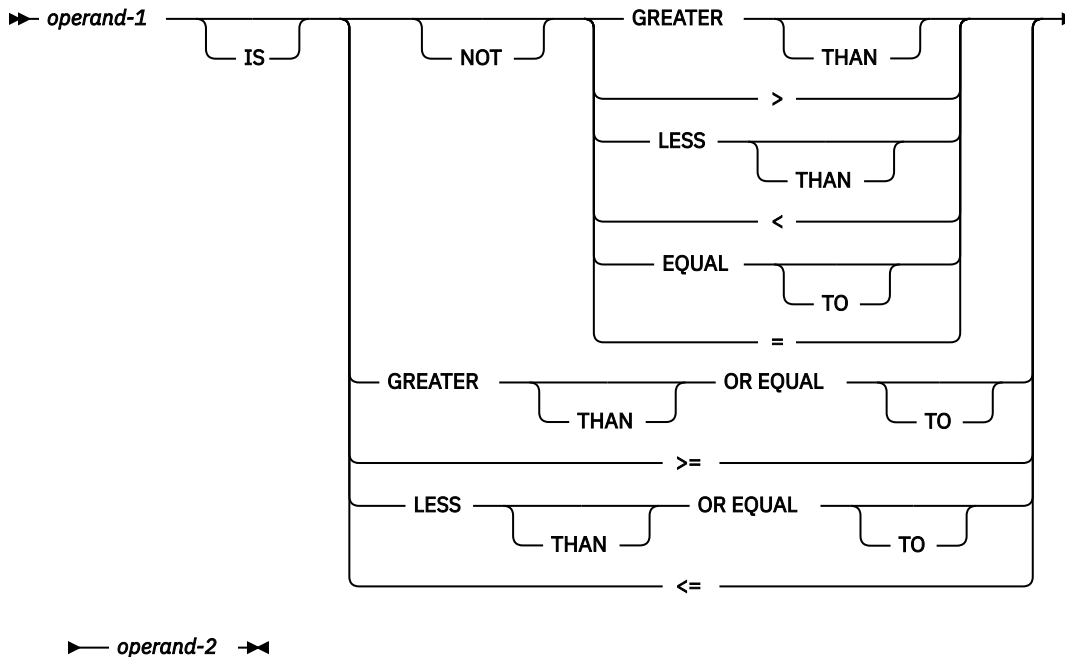 operand-1 GREATER
IS NOT THAN
>
LESS
THAN
<
EQUAL
TO
=
GREATER OR EQUAL
THAN TO
>=
LESS OR EQUAL
THAN TO
<=
operand-2